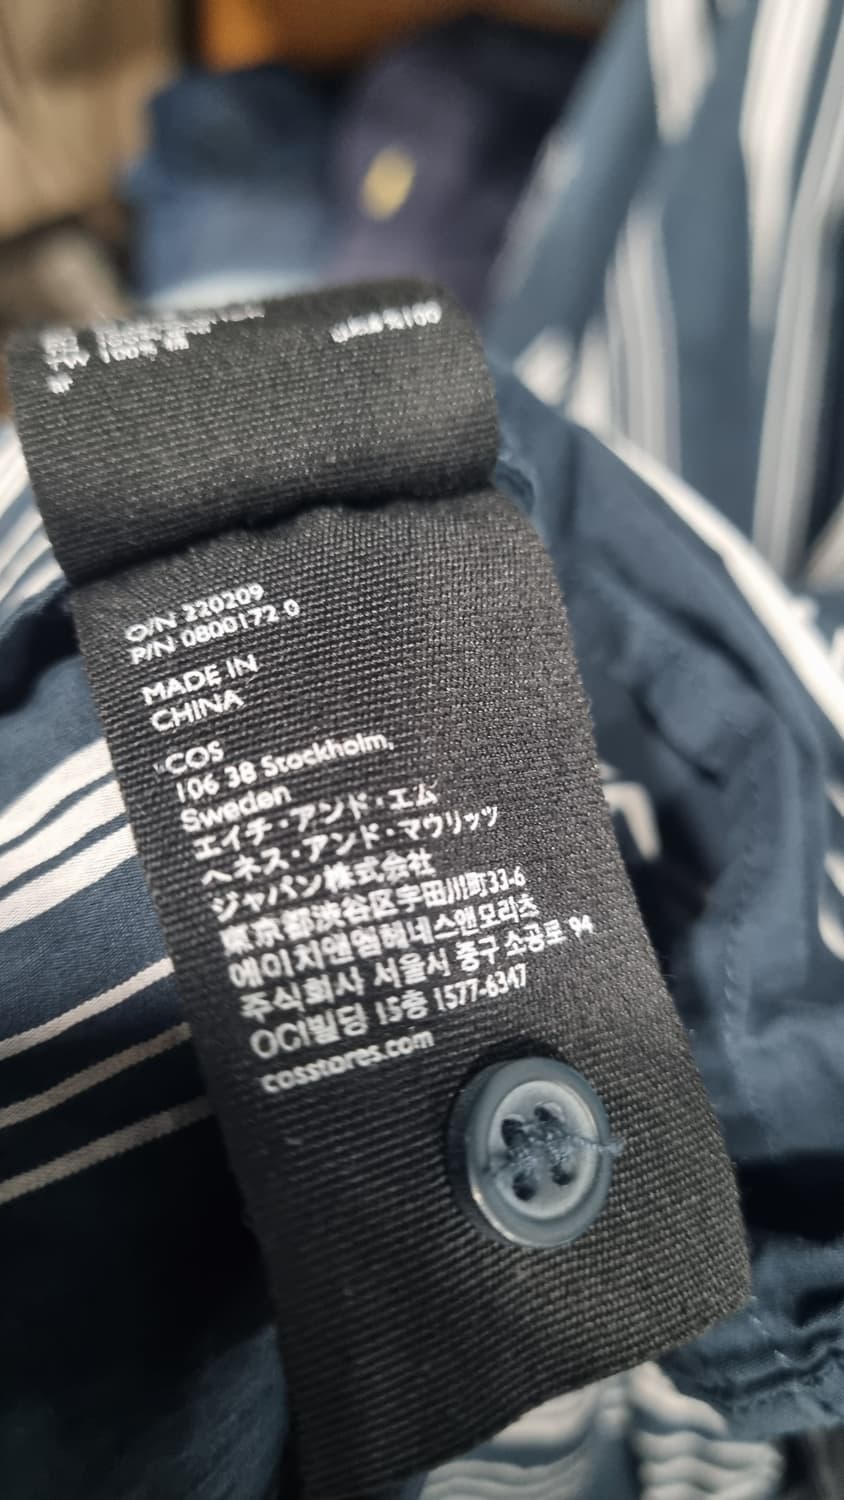 TW 100% 棉
O/N 220209
P/N 0800172 0
MADE IN
CHINA
COS
106 38 Stockholm,
Sweden
エイチ・アンド・エム
ヘネス・アンド・マウリッツ
ジャパン株式会社
東京都渋谷区宇田川町33-6
에이치앤엠헤네스앤모리츠
주식회사 서울시 중구 소공로 94
OCI빌딩 15층 1577-6347
cosstores.com